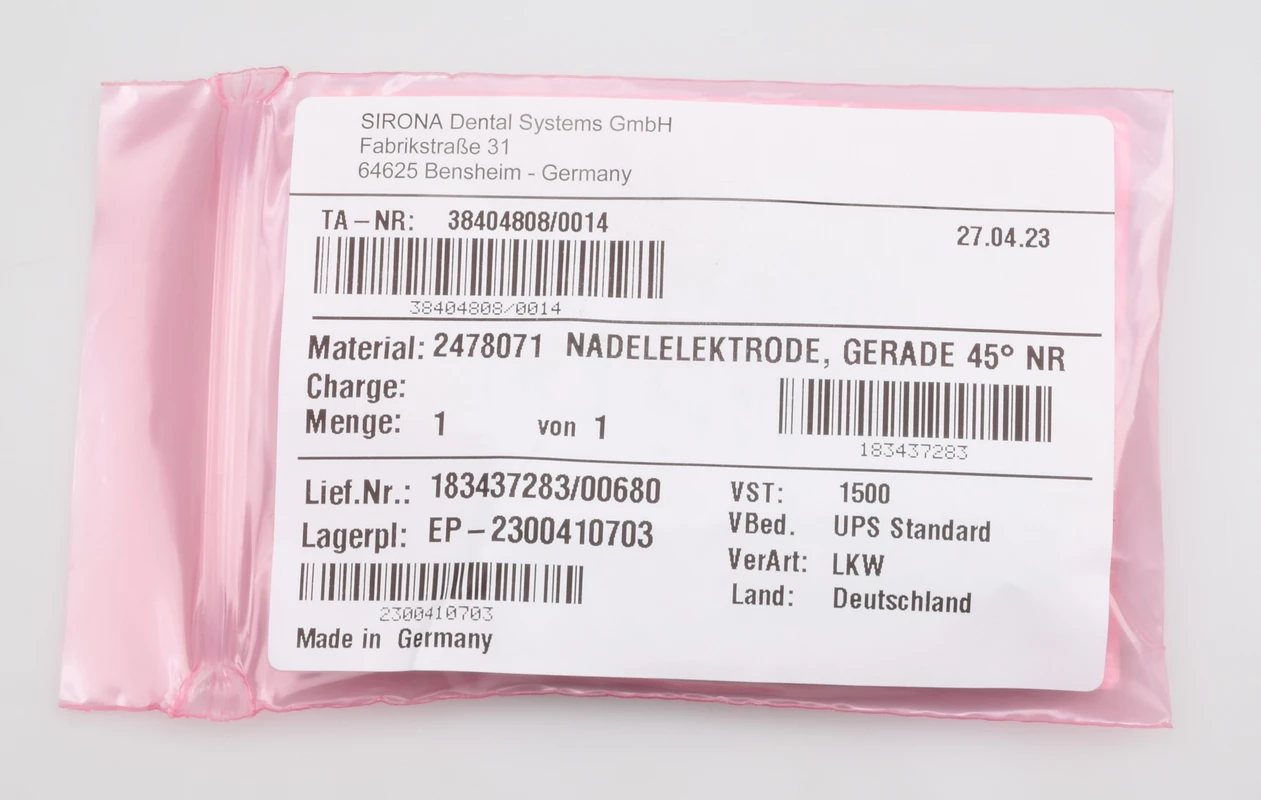 SIRONA Dental Systems GmbH
Fabrikstraße 31
64625 Bensheim - Germany
TA-NR: 38404808/0014 27.04.23
38404808/0014
Material: 2478071 NADELELEKTRODE, GERADE 45° NR
Charge:
Menge: 1 von 1
183437283
Lief.Nr.: 183437283/00680 VST: 1500
Lagerpl: EP-2300410703 VBed. UPS Standard
VerArt: LKW
Land: Deutschland
2300410703
Made in Germany